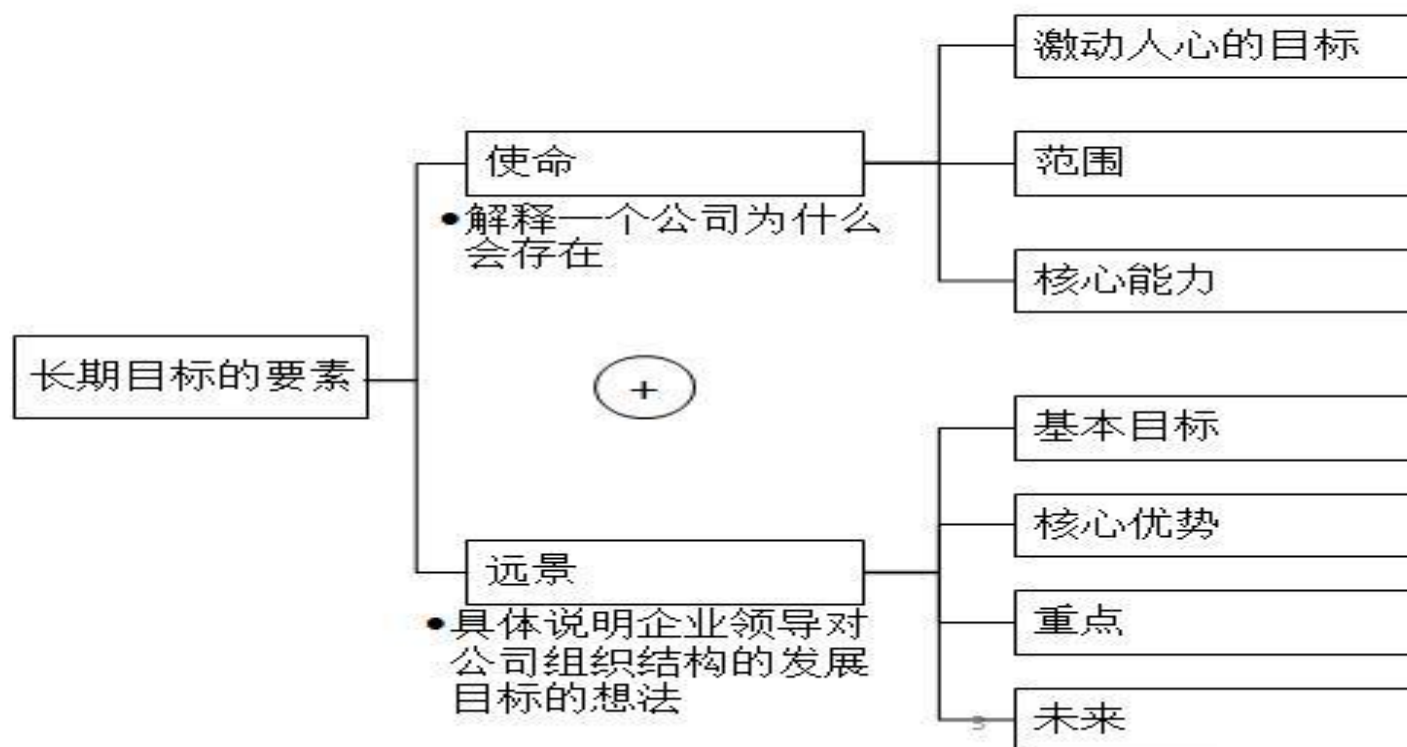 长期目标的要素
使命
•解释一个公司为什么
会存在
激动人心的目标
范围
核心能力
+
远景
•具体说明企业领导对
公司组织结构的发展
目标的想法
基本目标
核心优势
重点
未来
3